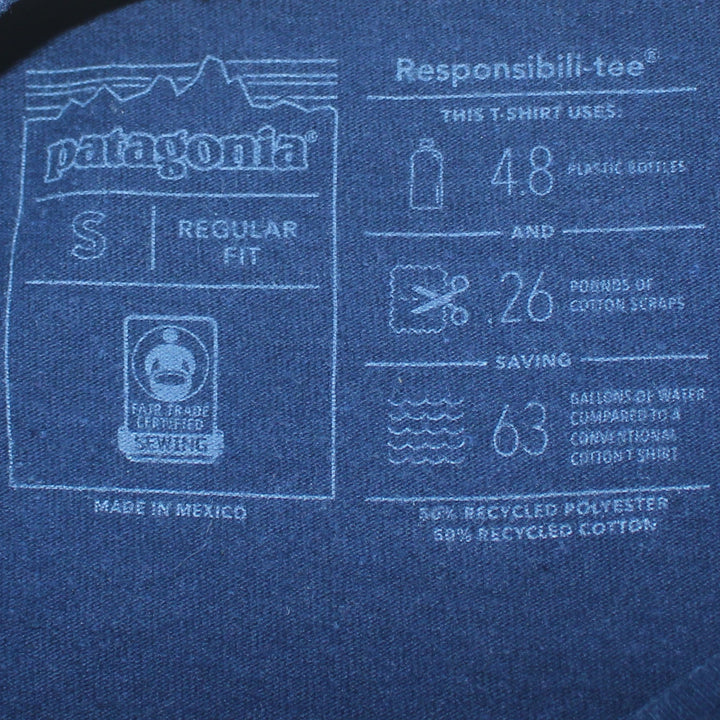 patagonia®
S
REGULAR
FIT
FAIR TRADE
CERTIFIED
SEWING
MADE IN MEXICO
Responsibili-tee®
THIS T-SHIRT USES:
4.8 PLASTIC BOTTLES
AND
.26 POUNDS OF
COTTON SCRAPS
SAVING
63 GALLONS OF WATER
COMPARED TO A
CONVENTIONAL
COTTON T SHIRT
50% RECYCLED POLYESTER
50% RECYCLED COTTON